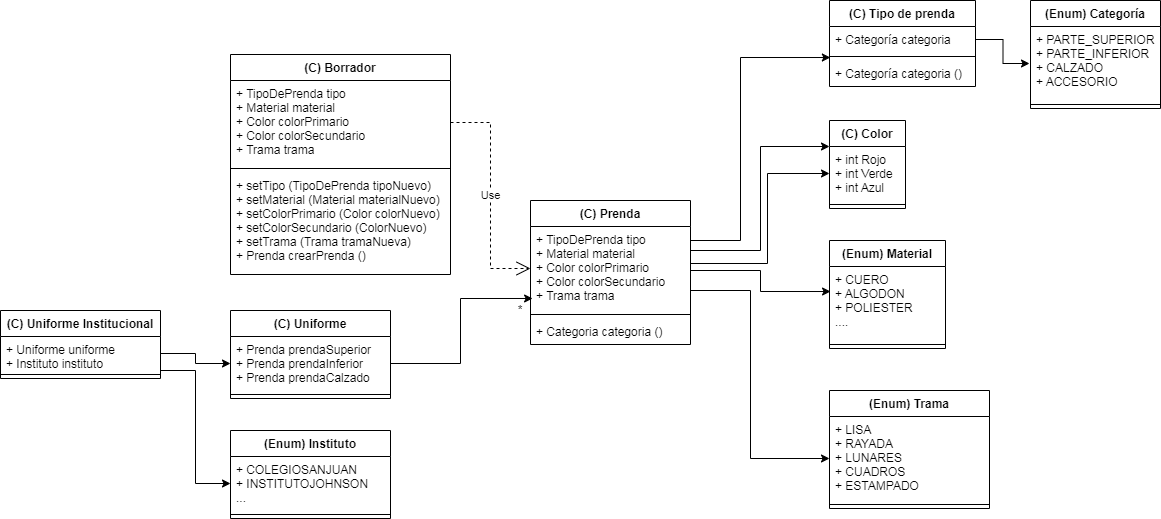 (C) Tipo de prenda
+ Categoría categoria
+ Categoría categoria ()
(Enum) Categoría
+ PARTE_SUPERIOR
+ PARTE_INFERIOR
+ CALZADO
+ ACCESORIO
(C) Borrador
+ TipoDePrenda tipo
+ Material material
+ Color colorPrimario
+ Color colorSecundario
+ Trama trama
+ setTipo (TipoDePrenda tipoNuevo)
+ setMaterial (Material materialNuevo)
+ setColorPrimario (Color colorNuevo)
+ setColorSecundario (ColorNuevo)
+ setTrama (Trama tramaNueva)
+ Prenda crearPrenda ()
Use
(C) Color
+ int Rojo
+ int Verde
+ int Azul
(C) Prenda
+ TipoDePrenda tipo
+ Material material
+ Color colorPrimario
+ Color colorSecundario
+ Trama trama
+ Categoria categoria ()
*
(Enum) Material
+ CUERO
+ ALGODON
+ POLIESTER
....
(C) Uniforme Institucional
+ Uniforme uniforme
+ Instituto instituto
(C) Uniforme
+ Prenda prendaSuperior
+ Prenda prendaInferior
+ Prenda prendaCalzado
(Enum) Instituto
+ COLEGIOSANJUAN
+ INSTITUTOJOHNSON
...
(Enum) Trama
+ LISA
+ RAYADA
+ LUNARES
+ CUADROS
+ ESTAMPADO